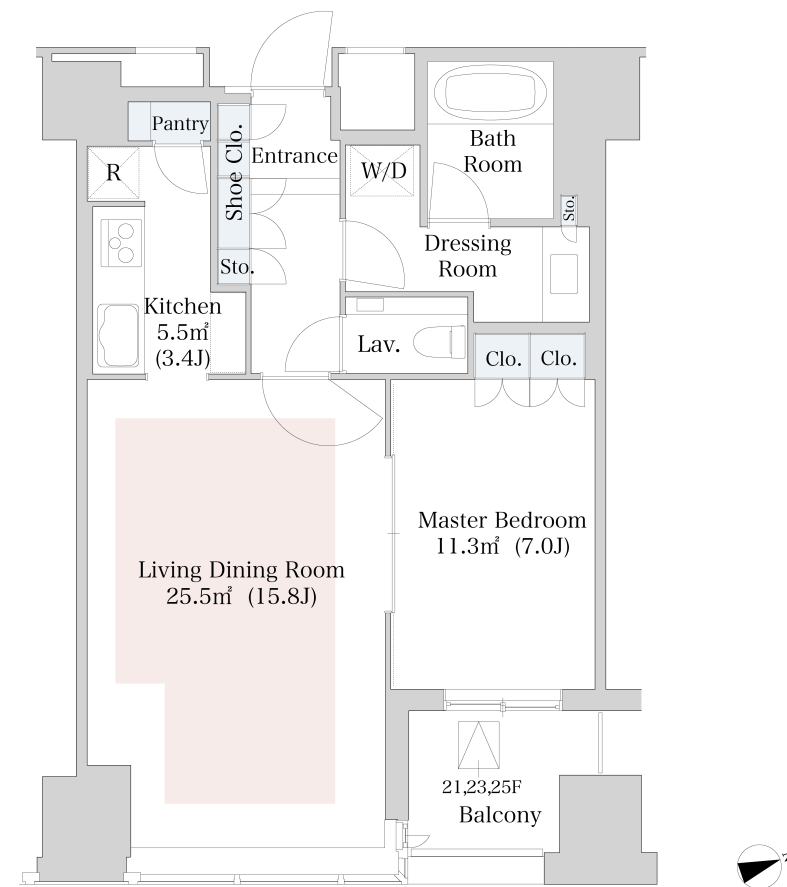 Pantry
Shoe Clo.
Entrance
R
W/D
Bath
Room
Sto.
Dressing
Room
Sto.
Kitchen
5.5㎡
(3.4J)
Lav.
Clo.
Clo.
Master Bedroom
11.3㎡ (7.0J)
Living Dining Room
25.5㎡ (15.8J)
21,23,25F
Balcony